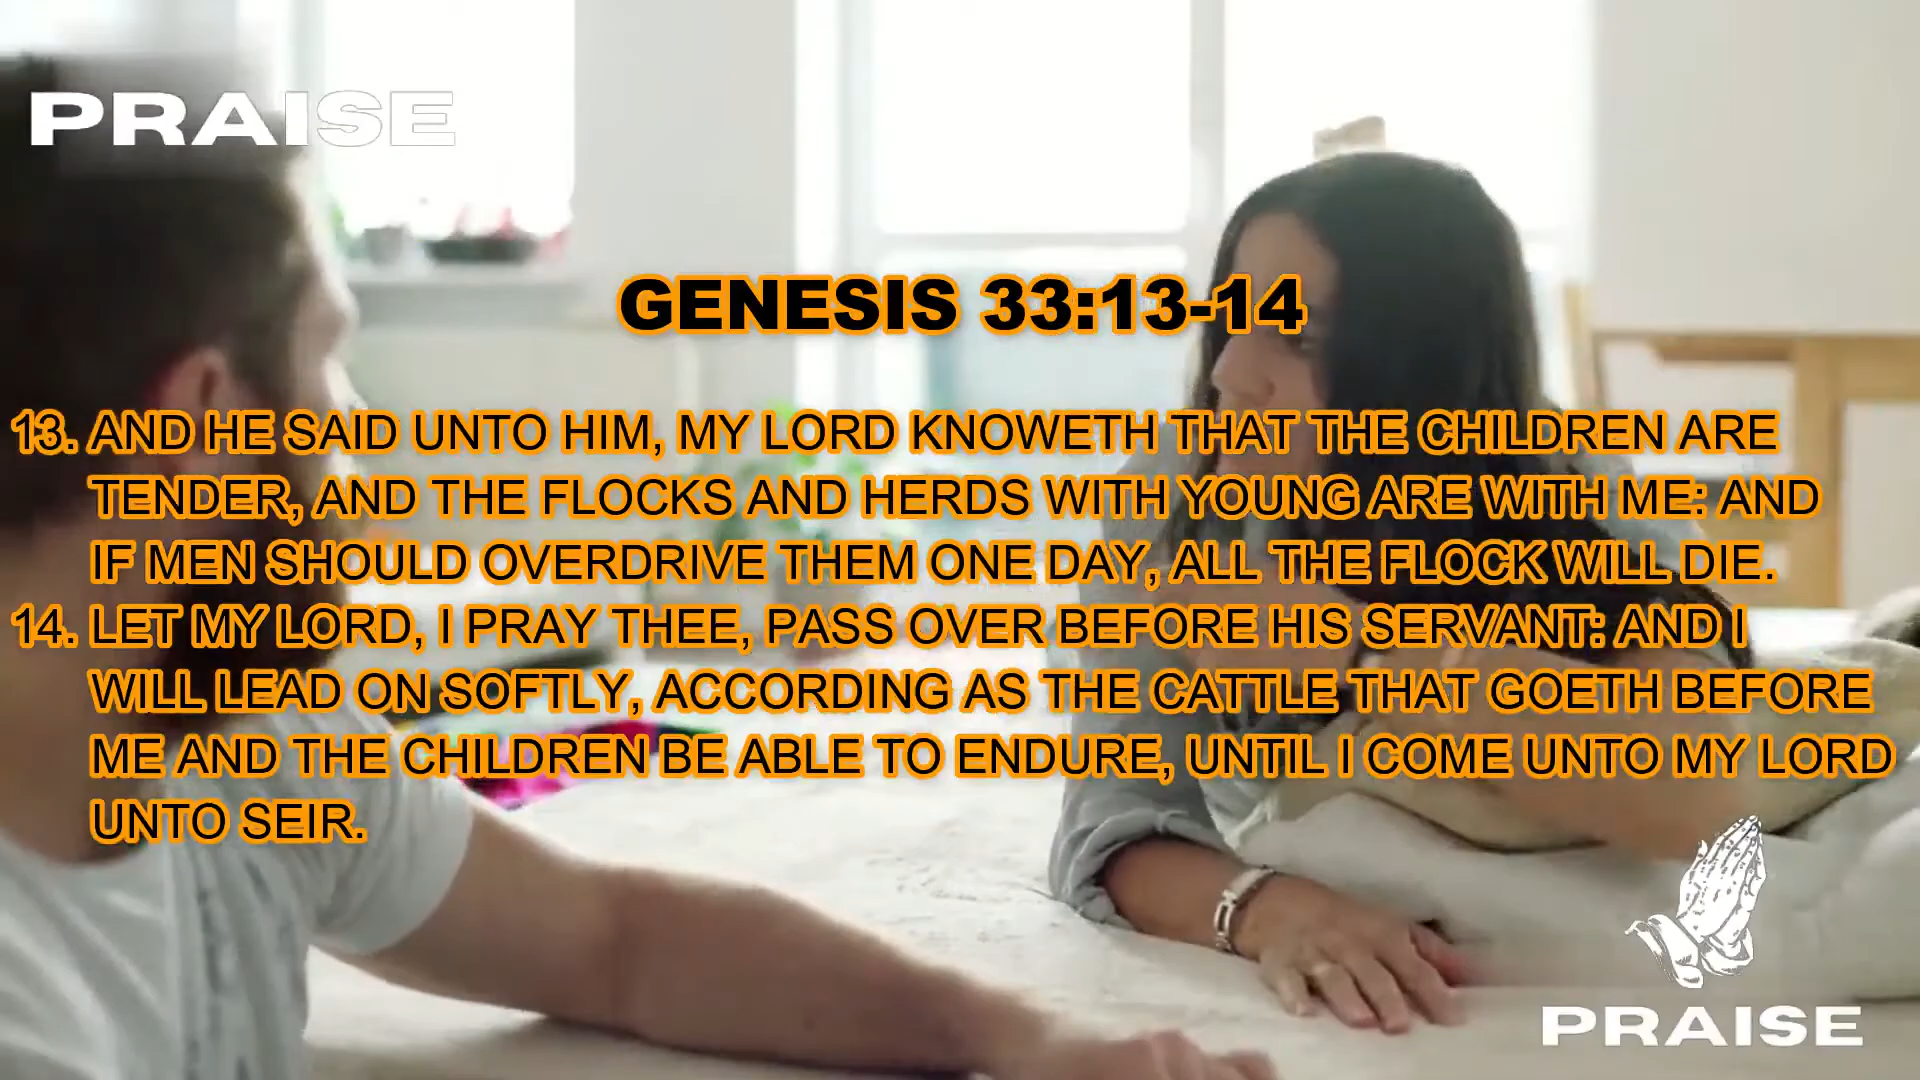 PRAISE
GENESIS 33:13-14
13. AND HE SAID UNTO HIM, MY LORD KNOWETH THAT THE CHILDREN ARE
TENDER, AND THE FLOCKS AND HERDS WITH YOUNG ARE WITH ME: AND
IF MEN SHOULD OVERDRIVE THEM ONE DAY, ALL THE FLOCK WILL DIE.
14. LET MY LORD, I PRAY THEE, PASS OVER BEFORE HIS SERVANT: AND I
WILL LEAD ON SOFTLY, ACCORDING AS THE CATTLE THAT GOETH BEFORE
ME AND THE CHILDREN BE ABLE TO ENDURE, UNTIL I COME UNTO MY LORD
UNTO SEIR.
PRAISE